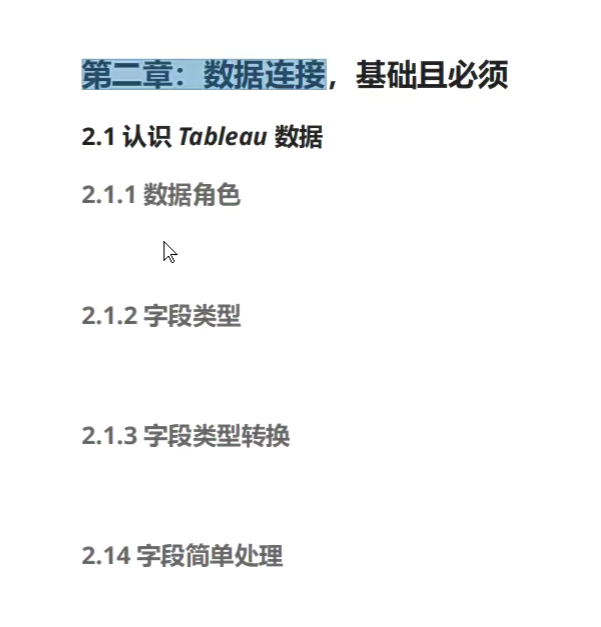 第二章：数据连接，基础且必须
2.1 认识 Tableau 数据
2.1.1 数据角色
2.1.2 字段类型
2.1.3 字段类型转换
2.14 字段简单处理